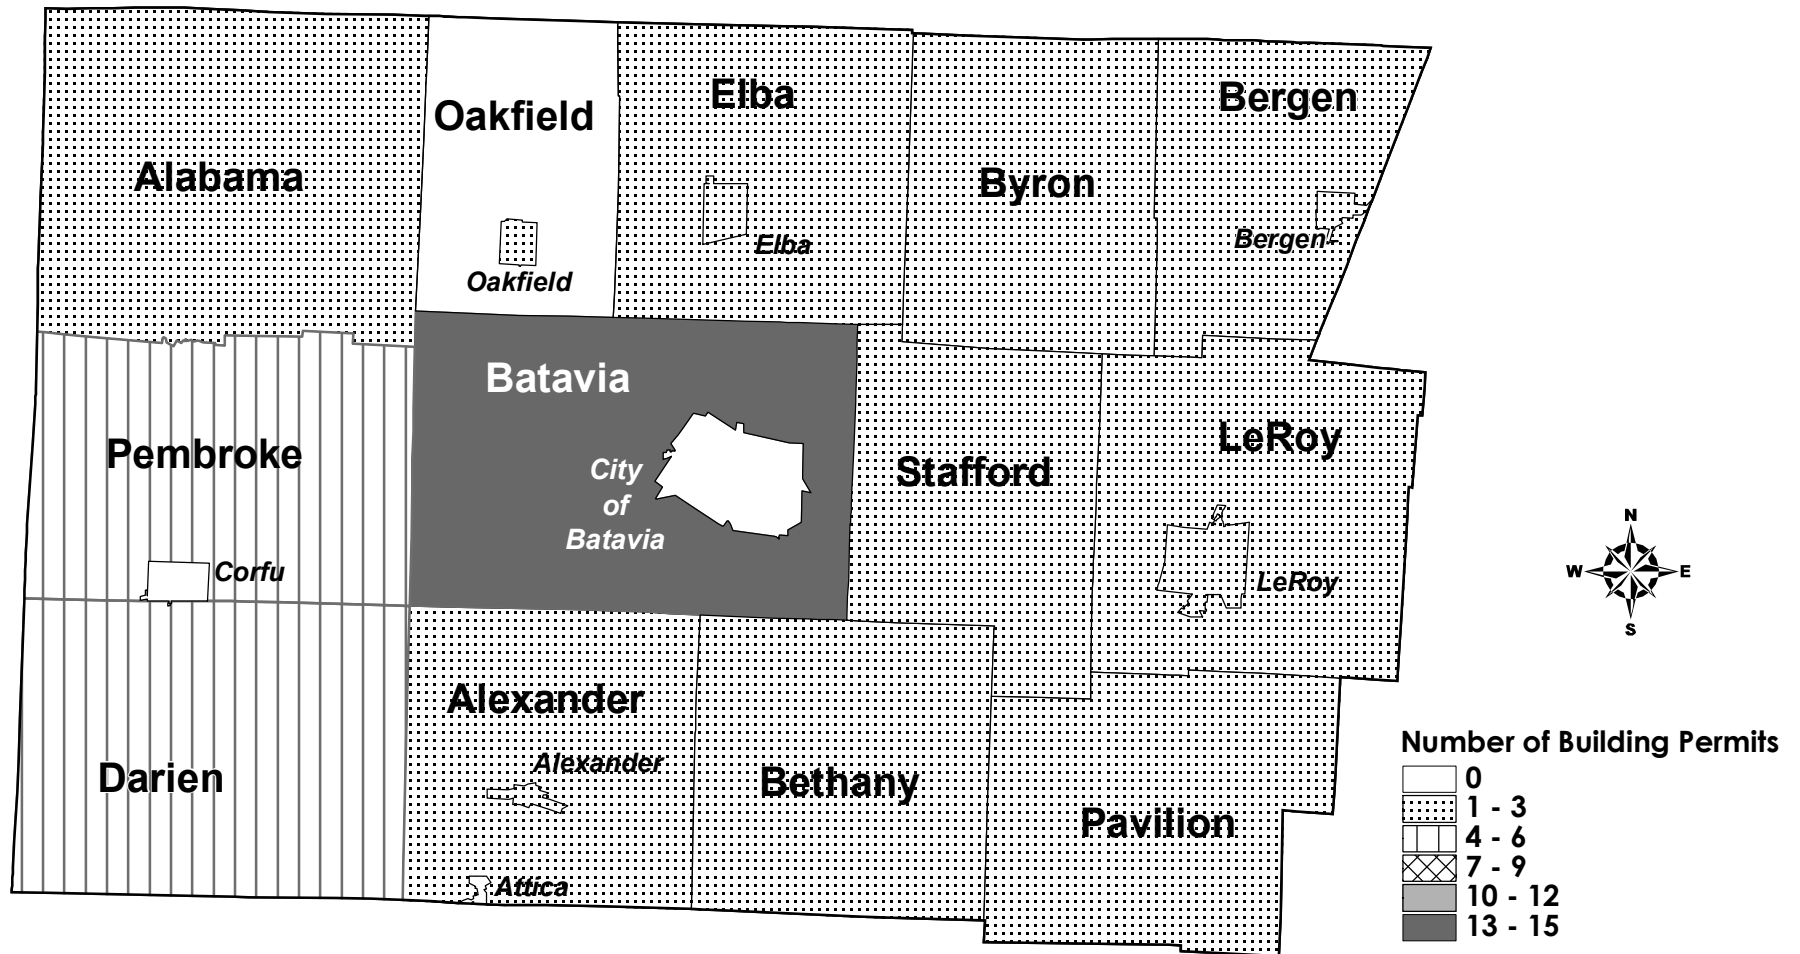 Elba
Bergen
Oakfield
Alabama
Byron
Elba
Bergen
Oakfield
Batavia
Pembroke
LeRoy
Stafford
City
of
Batavia
N
W
E
S
Corfu
LeRoy
Alexander
Darien
Alexander
Bethany
Pavilion
Attica
Number of Building Permits
0
1 - 3
4 - 6
7 - 9
10 - 12
13 - 15